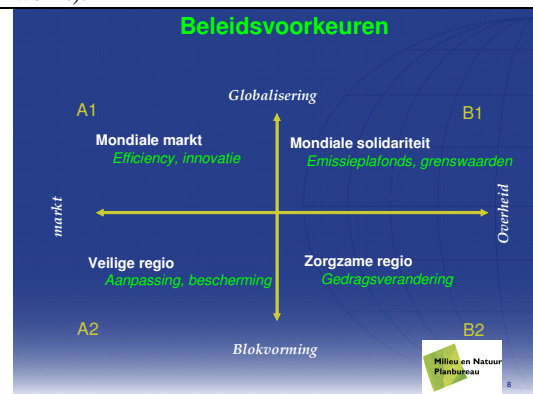 Beleidsvoorkeuren
Globalisering
A1
B1
Mondiale markt
Efficiency, innovatie
Mondiale solidariteit
Emissieplafonds, grenswaarden
markt
Overheid
Veilige regio
Aanpassing, bescherming
Zorgzame regio
Gedragsverandering
A2
B2
Blokvorming
Milieu en Natuur
Planbureau
8